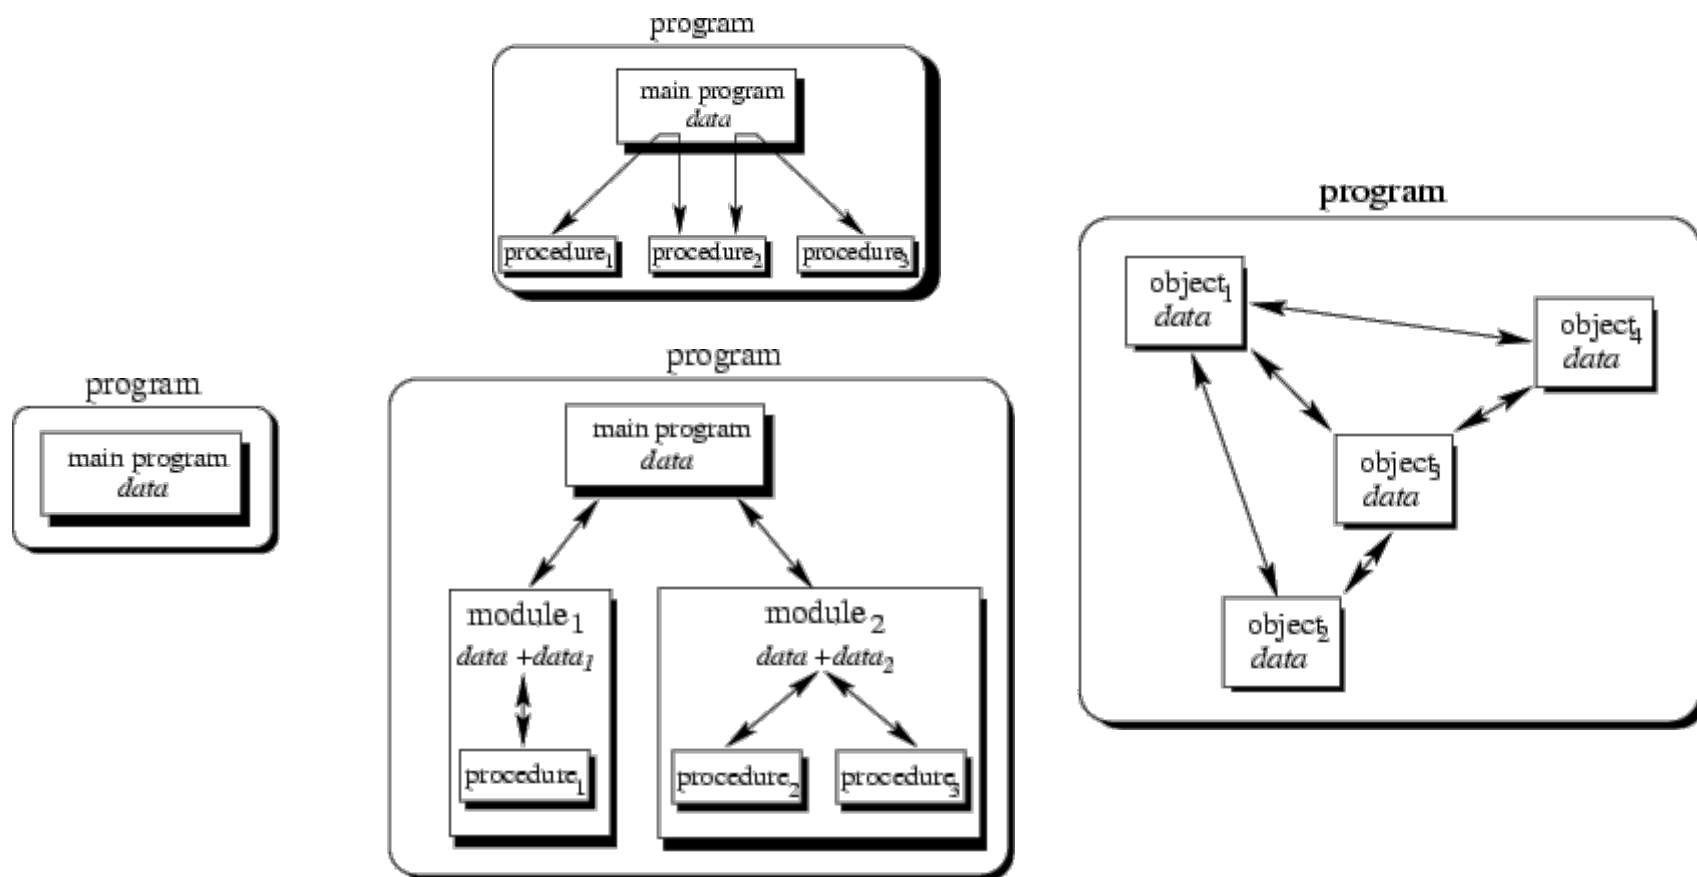 program
main program
data
program
main program
data
procedure1
procedure2
procedure3
program
main program
data
module1
data +data1
procedure1
module2
data +data2
procedure2
procedure3
program
object1
data
object4
data
object3
data
object2
data